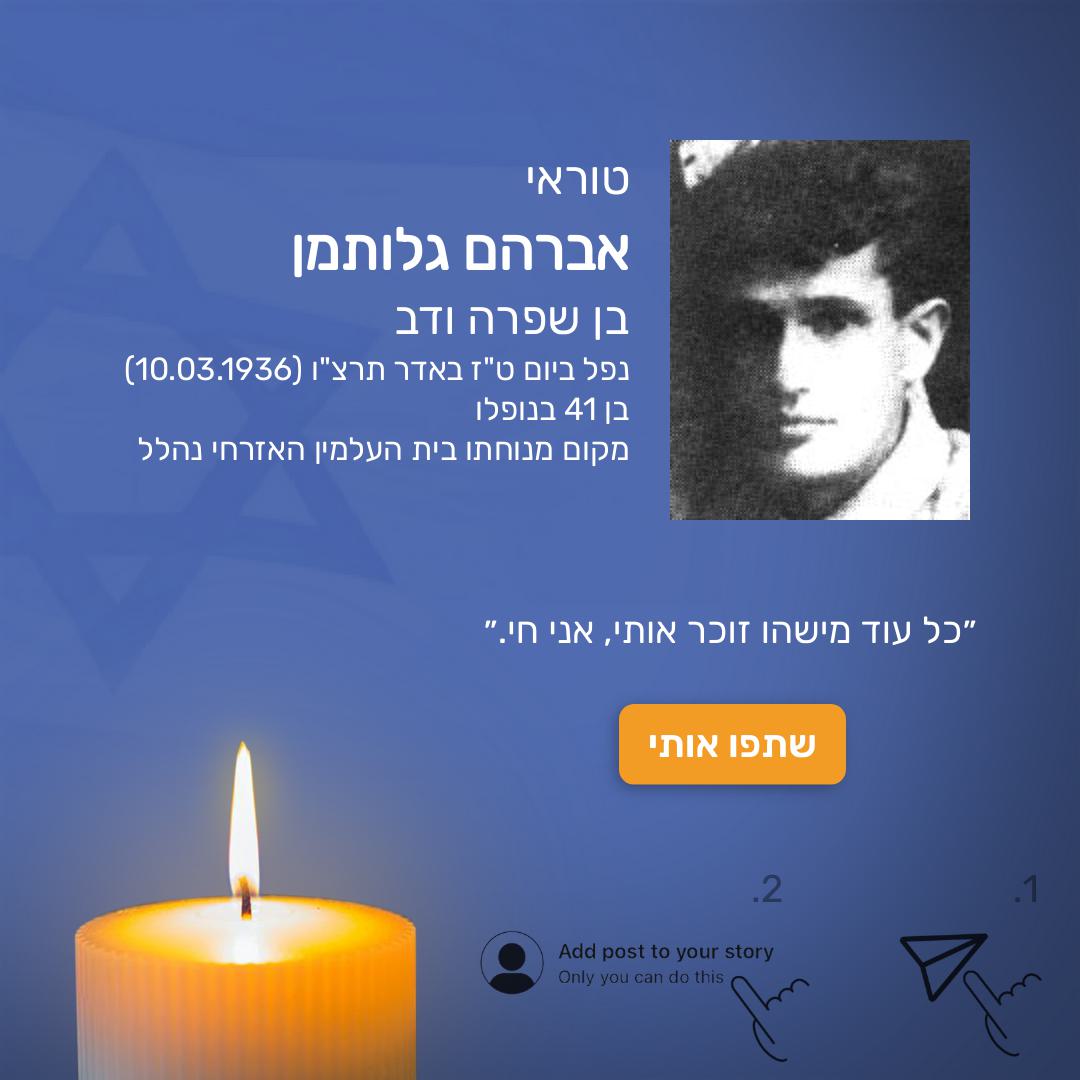 טוראי
אברהם גלותמן
בן שפרה ודב
נפל ביום ט"ז באדר תרצ"ו (10.03.1936)
בן 41 בנופלו
מקום מנוחתו בית העלמין האזרחי נהלל
״כל עוד מישהו זוכר אותי, אני חי.״
שתפו אותי
1.
2.
Add post to your story
Only you can do this